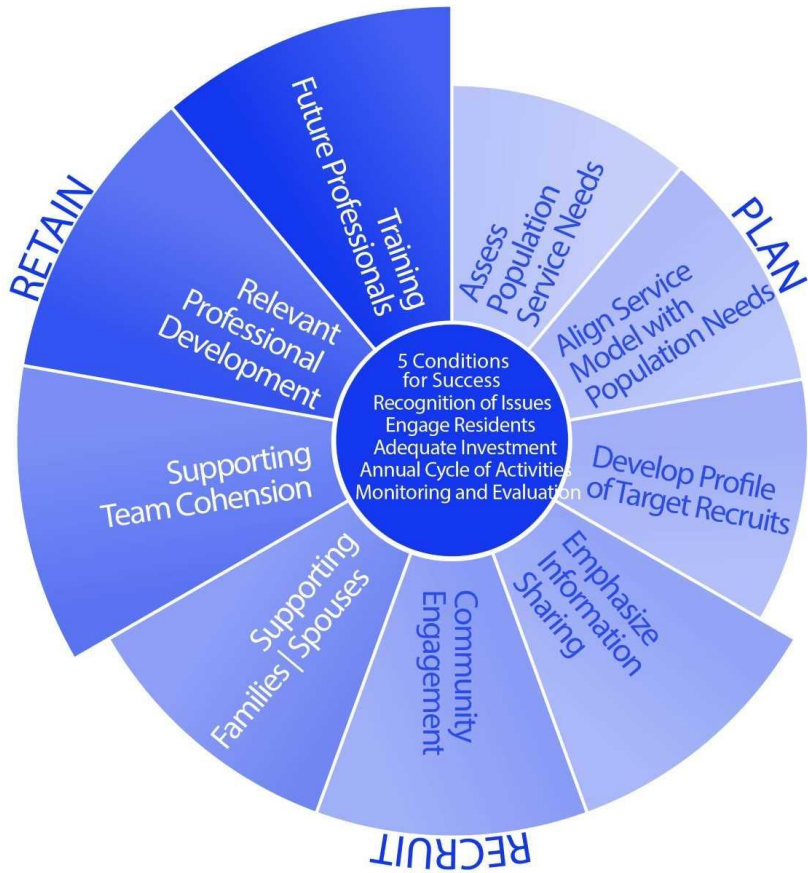 PLAN
Assess
Population
Service Needs
Align Service
Model with
Population Needs
Develop Profile
of Target Recruits
RECRUIT
Emphasize
Information
Sharing
Community
Engagement
Supporting
Families | Spouses
RETAIN
Supporting
Team Cohension
Relevant
Professional
Development
Training
Future Professionals
5 Conditions
for Success
Recognition of Issues
Engage Residents
Adequate Investment
Annual Cycle of Activities
Monitoring and Evaluation